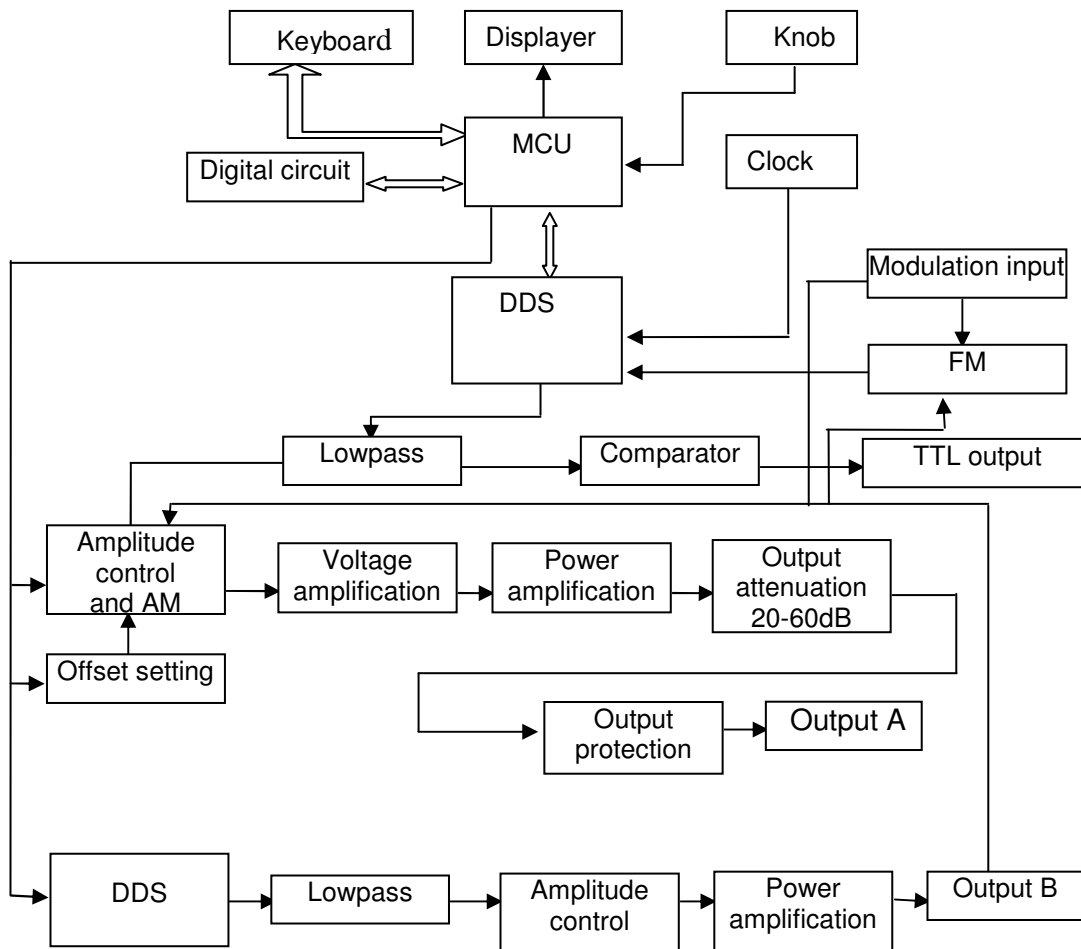 Keyboard
Displayer
Knob
MCU
Digital circuit
Clock
DDS
Modulation input
FM
Lowpass
Comparator
TTL output
Amplitude
control
and AM
Voltage
amplification
Power
amplification
Output
attenuation
20-60dB
Offset setting
Output
protection
Output A
DDS
Lowpass
Amplitude
control
Power
amplification
Output B